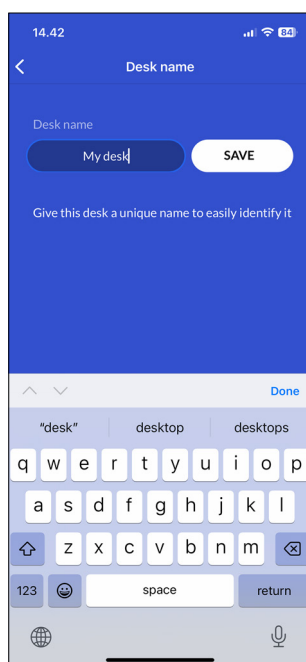 14.42
84
Desk name
Desk name
My desk
SAVE
Give this desk a unique name to easily identify it
Done
“desk”
desktop
desktops
q w e r t y u i o p
a s d f g h j k l
z x c v b n m
123
space
return